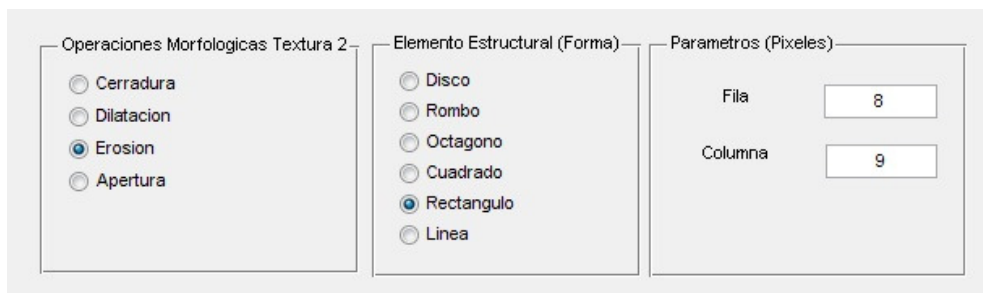 Operaciones Morfologicas Textura 2
Cerradura
Dilatacion
Erosion
Apertura
Elemento Estructural (Forma)
Disco
Rombo
Octagono
Cuadrado
Rectangulo
Linea
Parametros (Pixeles)
Fila 8
Columna 9